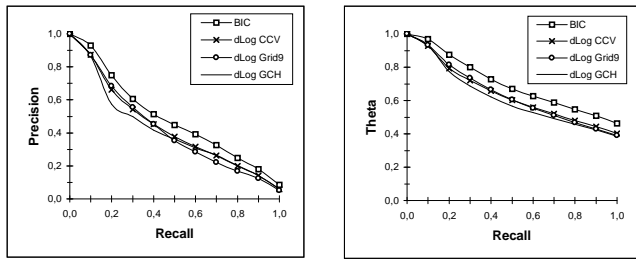 BIC
dLog CCV
dLog Grid9
dLog GCH
1,0
0,8
0,6
0,4
0,2
0,0
Precision
0,0 0,2 0,4 0,6 0,8 1,0
Recall
BIC
dLog CCV
dLog Grid9
dLog GCH
1,0
0,8
0,6
0,4
0,2
0,0
Theta
0,0 0,2 0,4 0,6 0,8 1,0
Recall